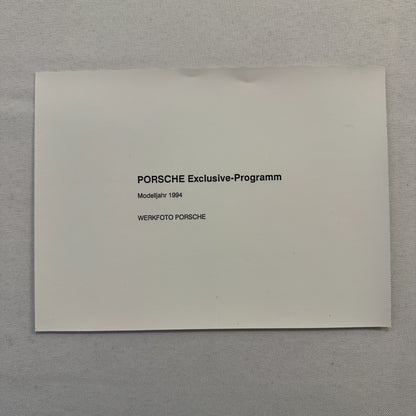 PORSCHE Exclusive-Programm
Modelljahr 1994
WERKFOTO PORSCHE